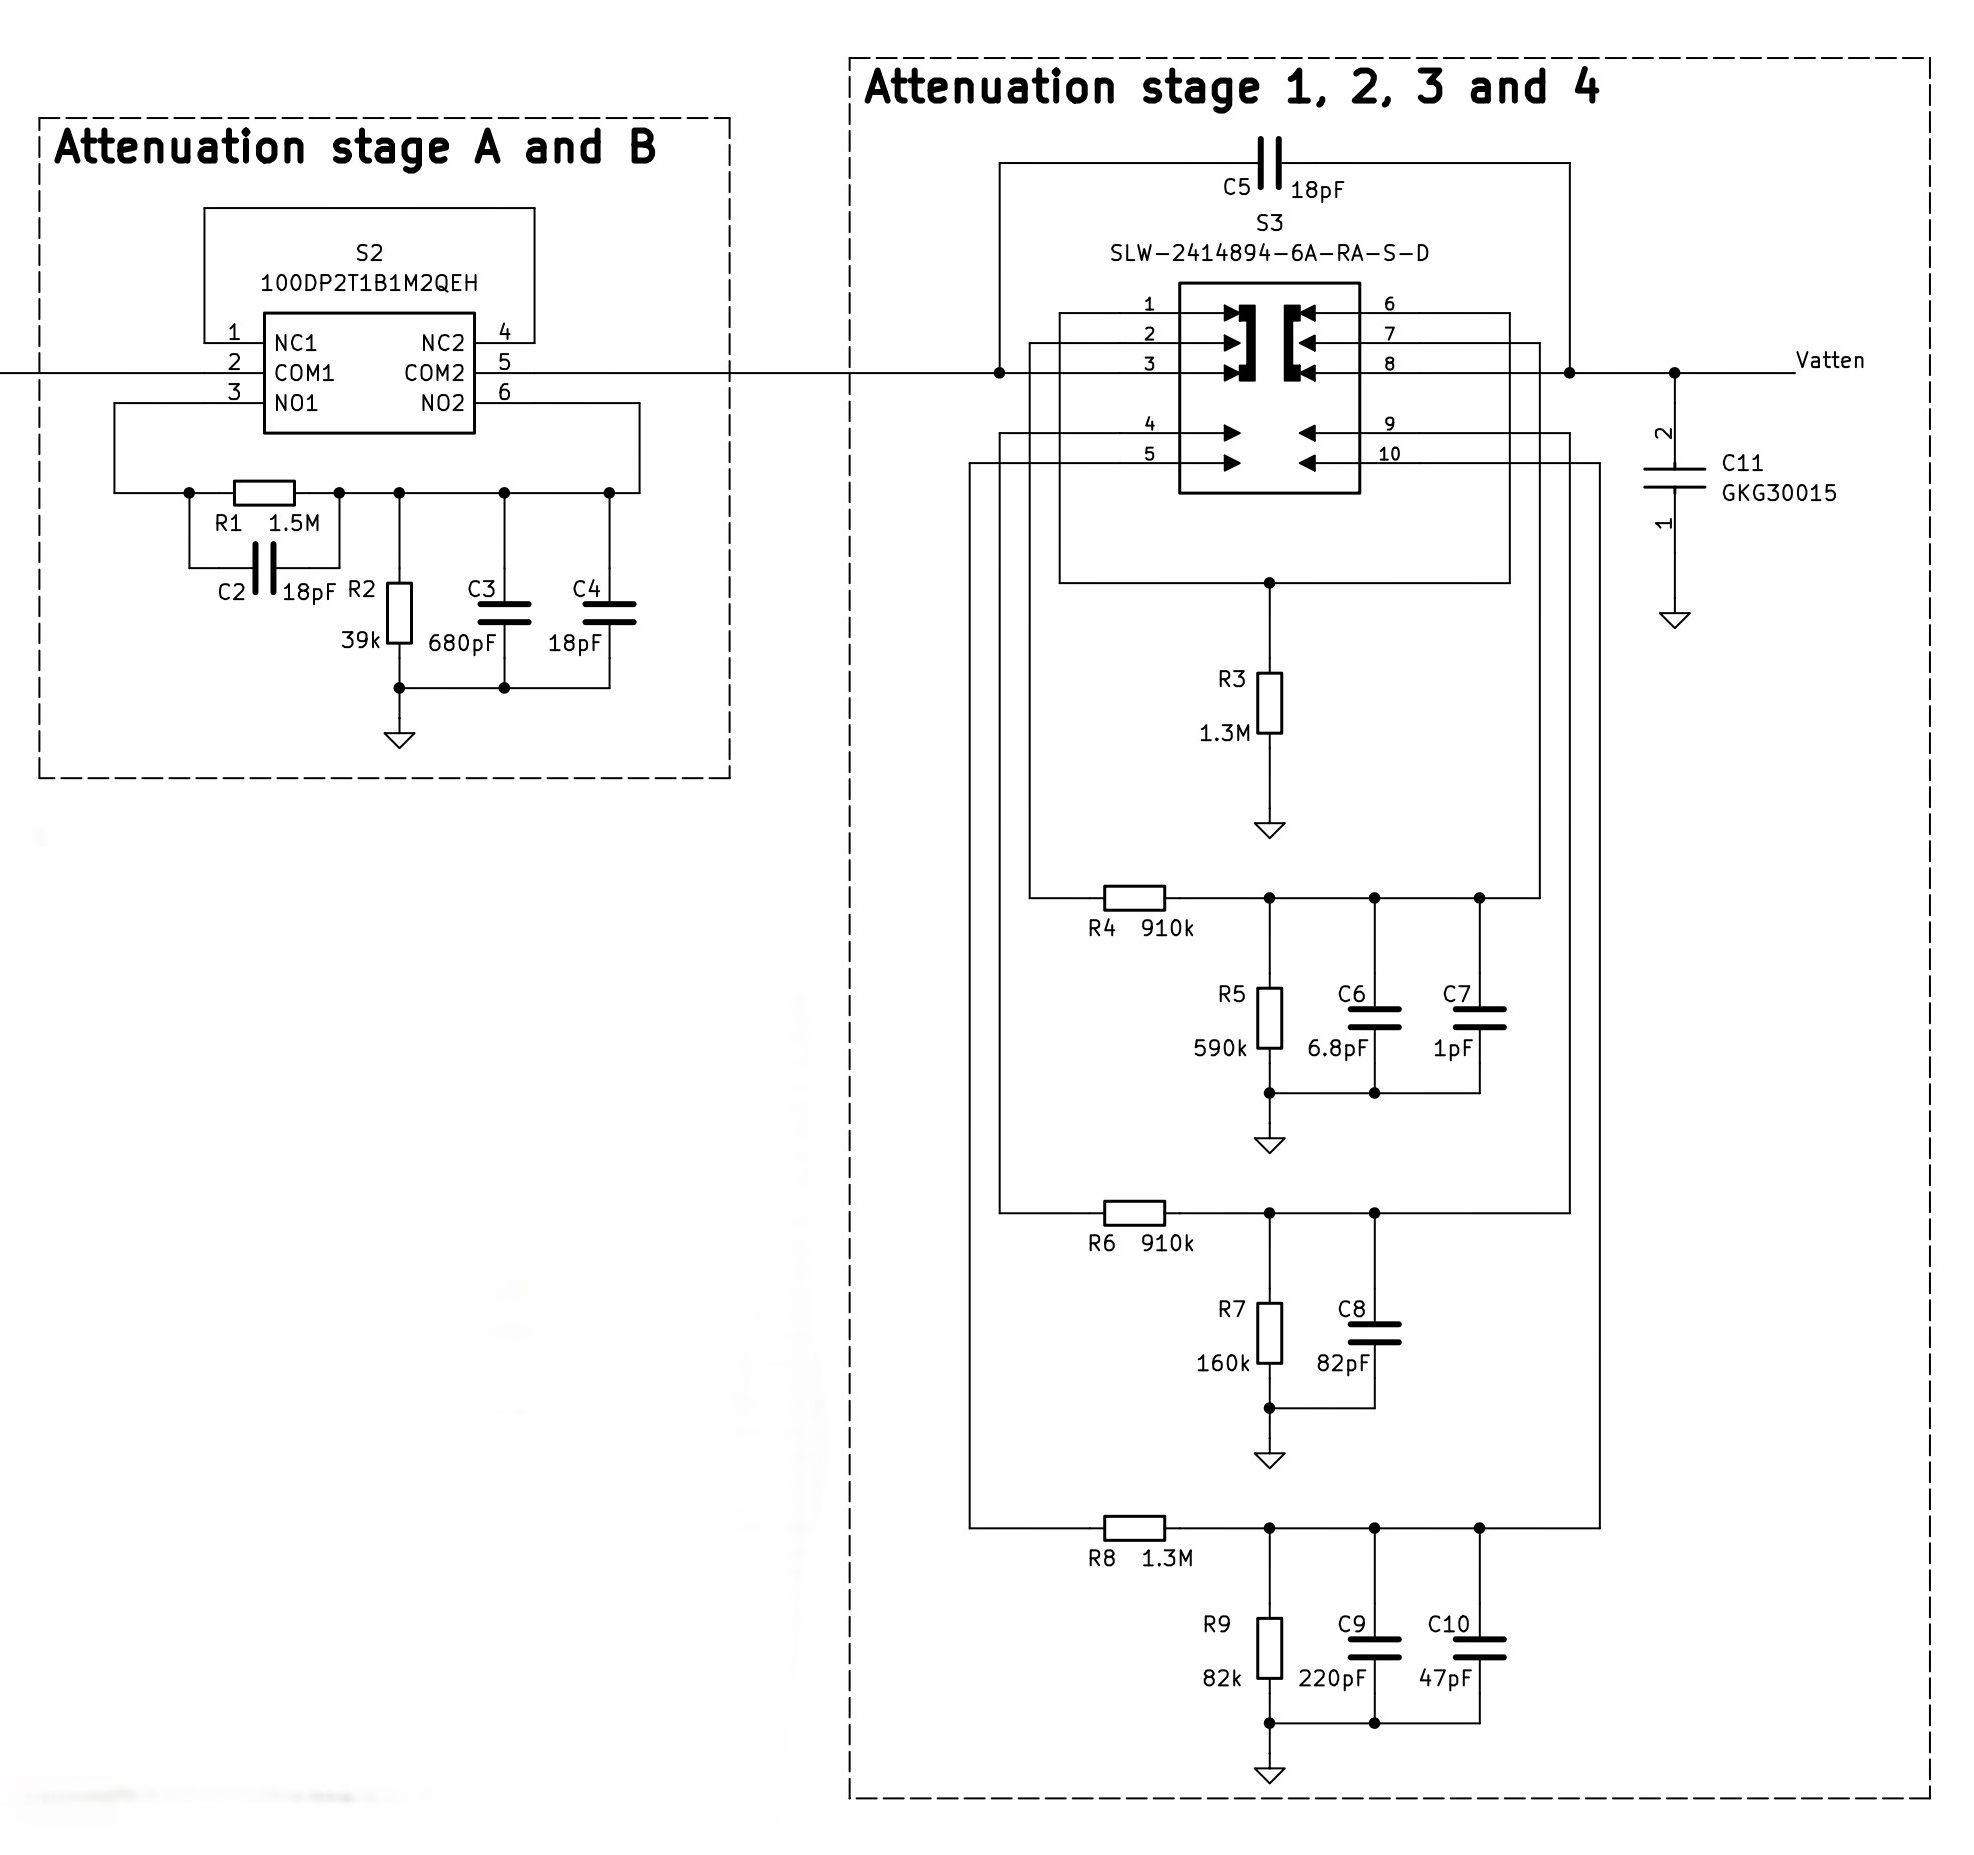 Attenuation stage A and B
S2
100DP2T1B1M2QEH
1 NC1 NC2 4
2 COM1 COM2 5
3 NO1 NO2 6
R1 1.5M
C2 18pF
R2
39k
C3
680pF
C4
18pF
Attenuation stage 1, 2, 3 and 4
C5 18pF
S3
SLW-2414894-6A-RA-S-D
1 6
2 7
3 8
4 9
5 10
Vatten
2
C11
GKG30015
1
R3
1.3M
R4 910k
R5
590k
C6
6.8pF
C7
1pF
R6 910k
R7
160k
C8
82pF
R8 1.3M
R9
82k
C9
220pF
C10
47pF